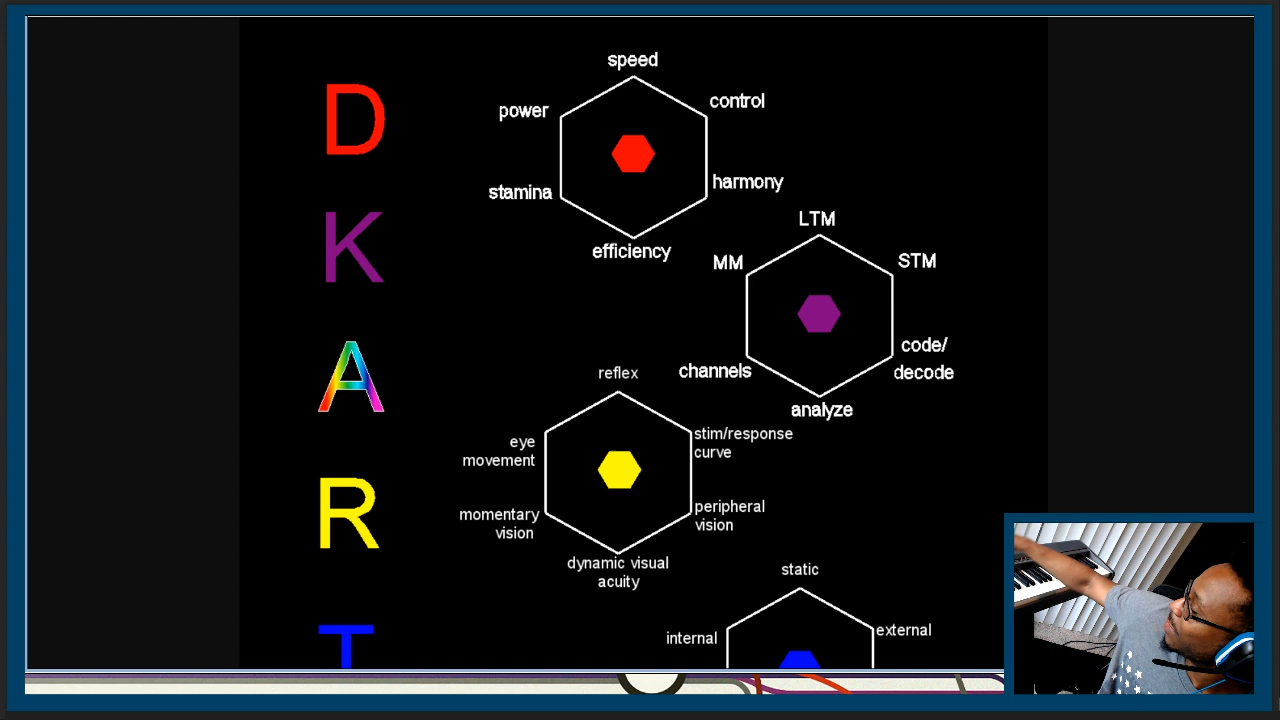 D
speed
power
control
stamina
harmony
efficiency
K
LTM
MM
STM
channels
code/
decode
analyze
A
reflex
eye
movement
stim/response
curve
momentary
vision
peripheral
vision
dynamic visual
acuity
R
static
internal
external
T